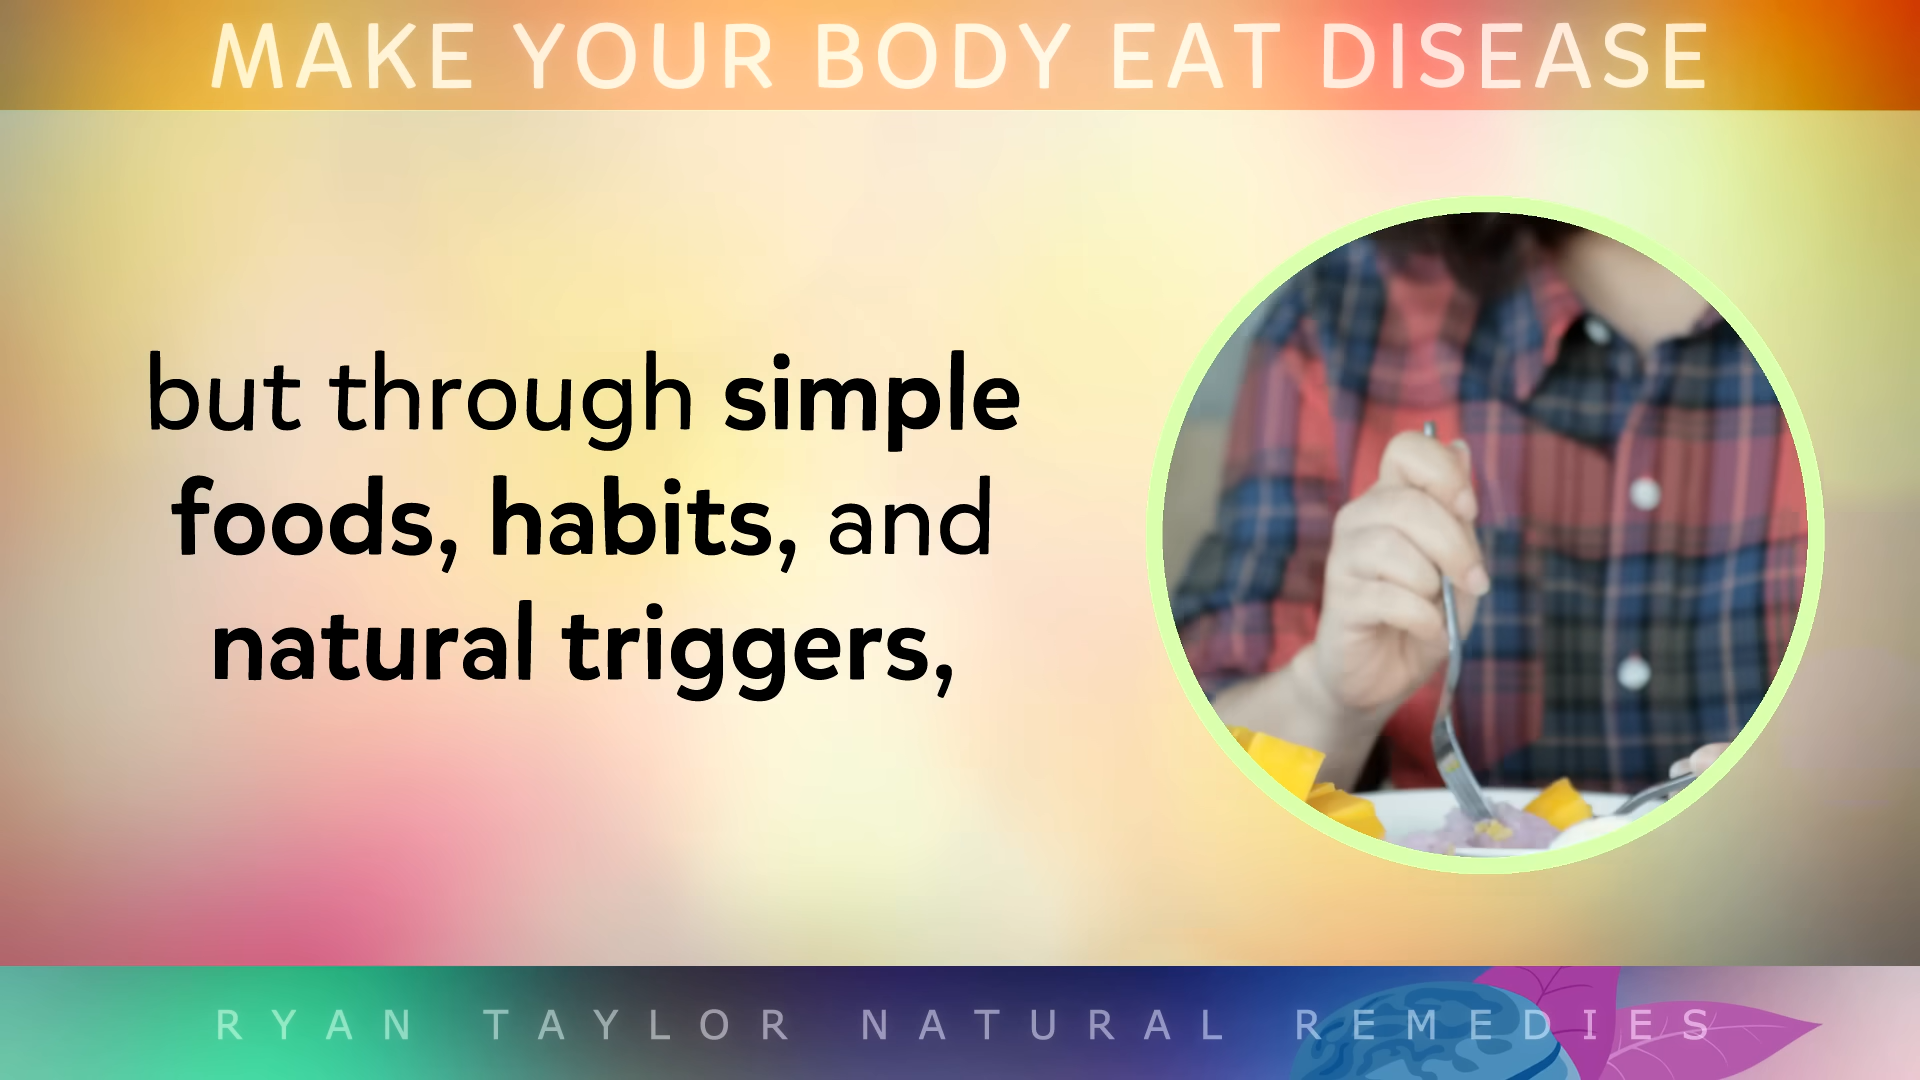 MAKE YOUR BODY EAT DISEASE
but through simple
foods, habits, and
natural triggers,
RYAN TAYLOR NATURAL REMEDIES